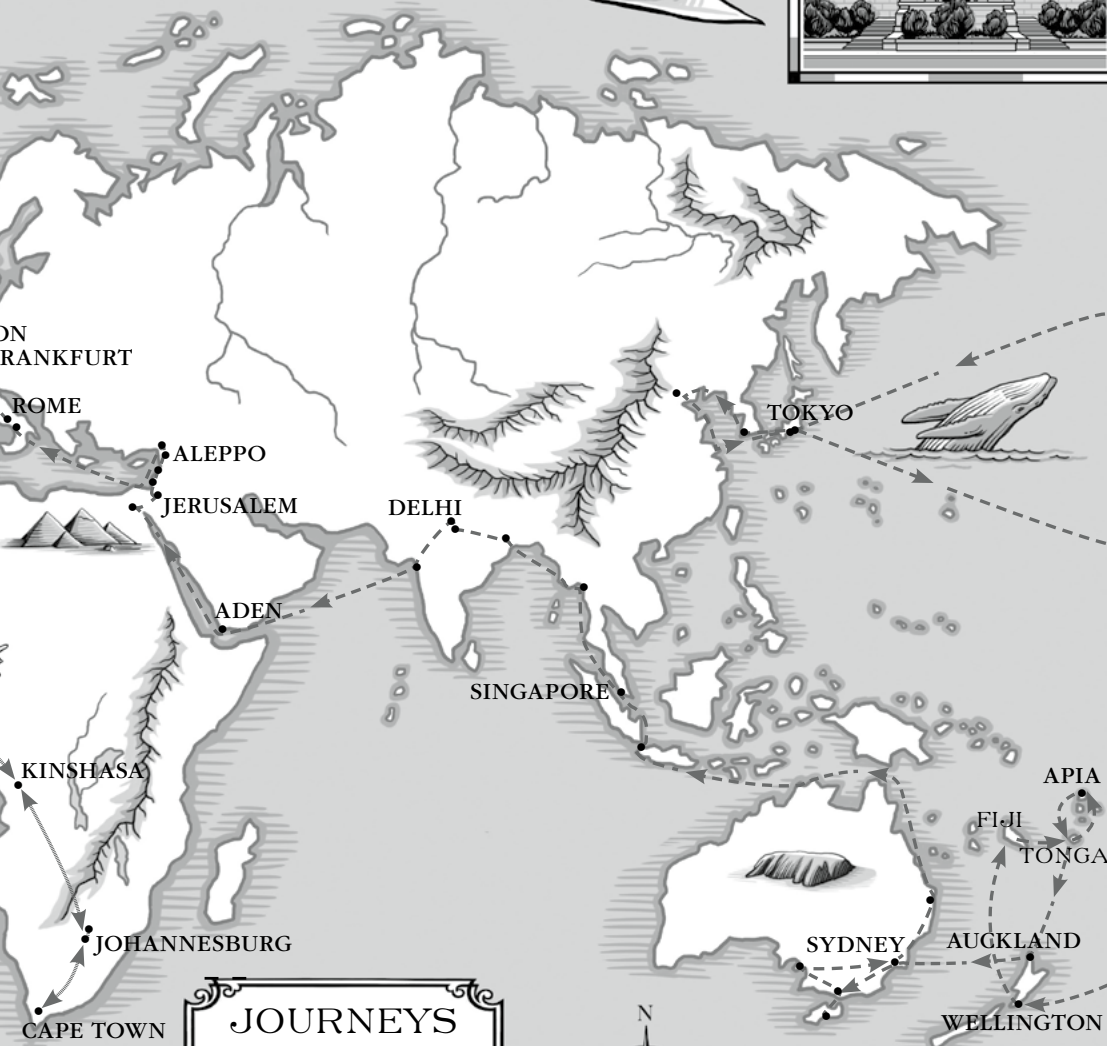 ON
RANKFURT
ROME
TOKYO
ALEPPO
JERUSALEM
DELHI
ADEN
SINGAPORE
KINSHASA
APIA
FIJI
TONGA
JOHANNESBURG
SYDNEY
AUCKLAND
CAPE TOWN
JOURNEYS
N
WELLINGTON